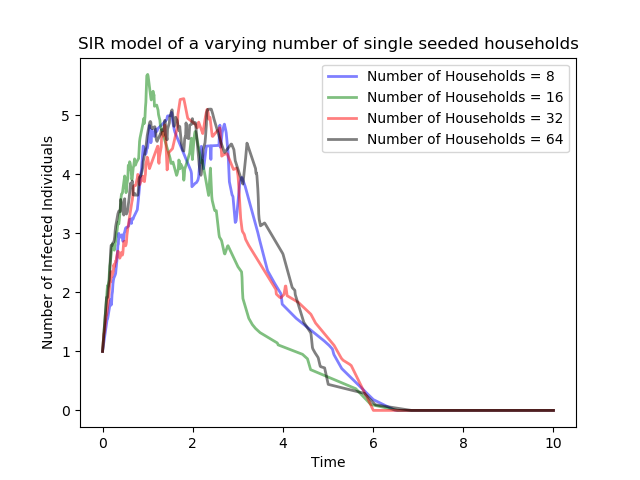 SIR model of a varying number of single seeded households
Number of Households = 8
Number of Households = 16
Number of Households = 32
Number of Households = 64
Number of Infected Individuals
5
4
3
2
1
0
0 2 4 6 8 10
Time